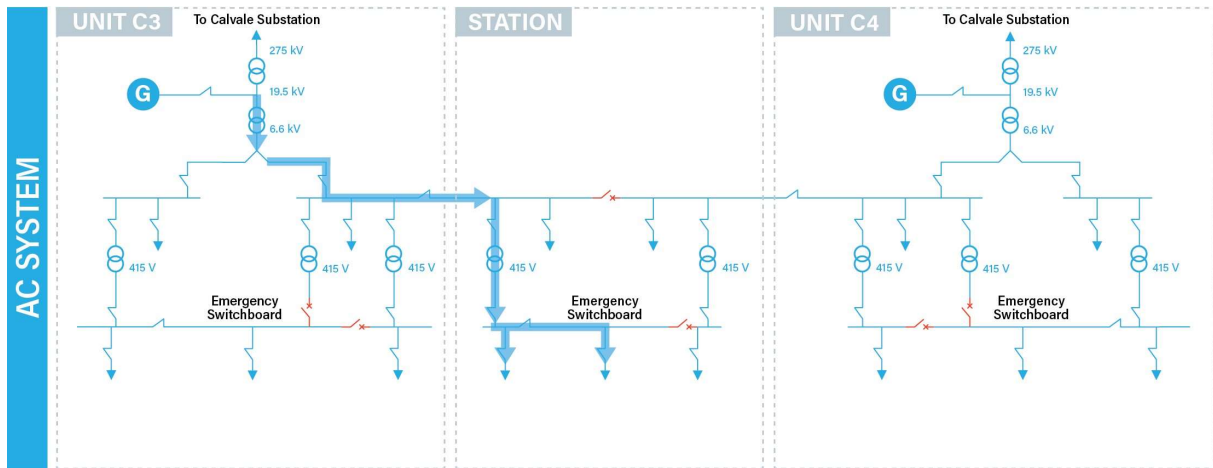 AC SYSTEM
UNIT C3
To Calvale Substation
275 kV
G
19.5 kV
6.6 kV
415 V
415 V
415 V
Emergency
Switchboard
STATION
415 V
415 V
Emergency
Switchboard
UNIT C4
To Calvale Substation
275 kV
G
19.5 kV
6.6 kV
415 V
415 V
415 V
Emergency
Switchboard